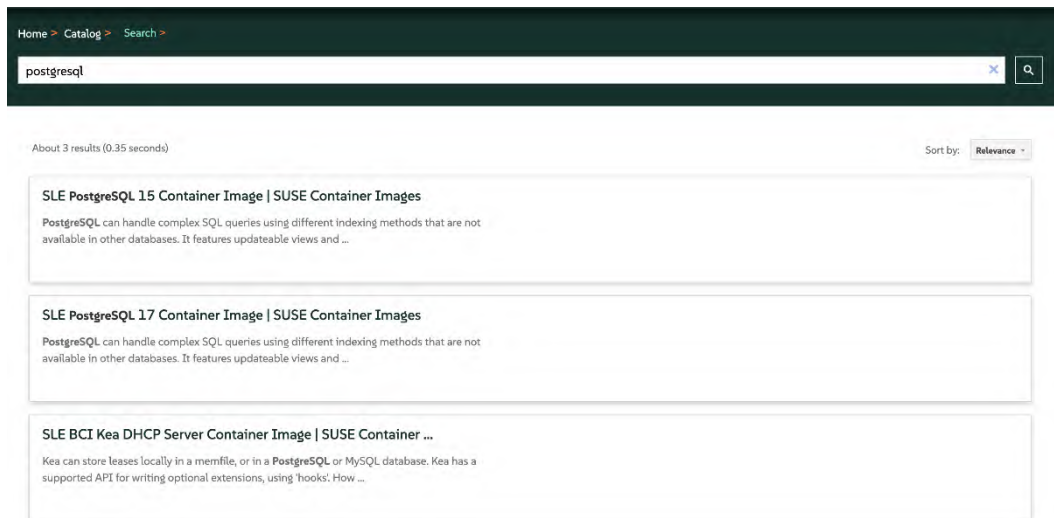 Home > Catalog > Search >
postgresql
About 3 results (0.35 seconds)
Sort by: Relevance
SLE PostgreSQL 15 Container Image | SUSE Container Images
PostgreSQL can handle complex SQL queries using different indexing methods that are not
available in other databases. It features updateable views and ...
SLE PostgreSQL 17 Container Image | SUSE Container Images
PostgreSQL can handle complex SQL queries using different indexing methods that are not
available in other databases. It features updateable views and ...
SLE BCI Kea DHCP Server Container Image | SUSE Container ...
Kea can store leases locally in a memfile, or in a PostgreSQL or MySQL database. Kea has a
supported API for writing optional extensions, using 'hooks'. How ...